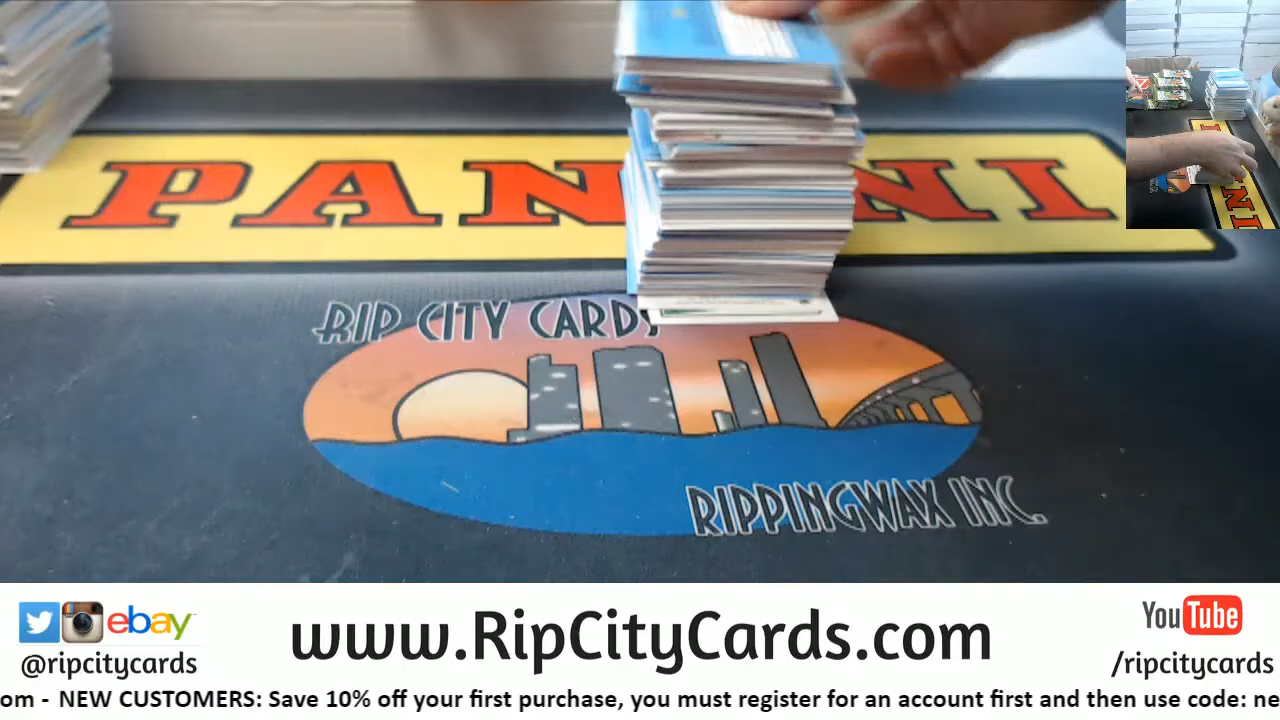 PANINI
RIP CITY CARDS
RIPPINGWAX INC.
ebay
@ripcitycards
www.RipCityCards.com
YouTube
/ripcitycards
om - NEW CUSTOMERS: Save 10% off your first purchase, you must register for an account first and then use code: ne